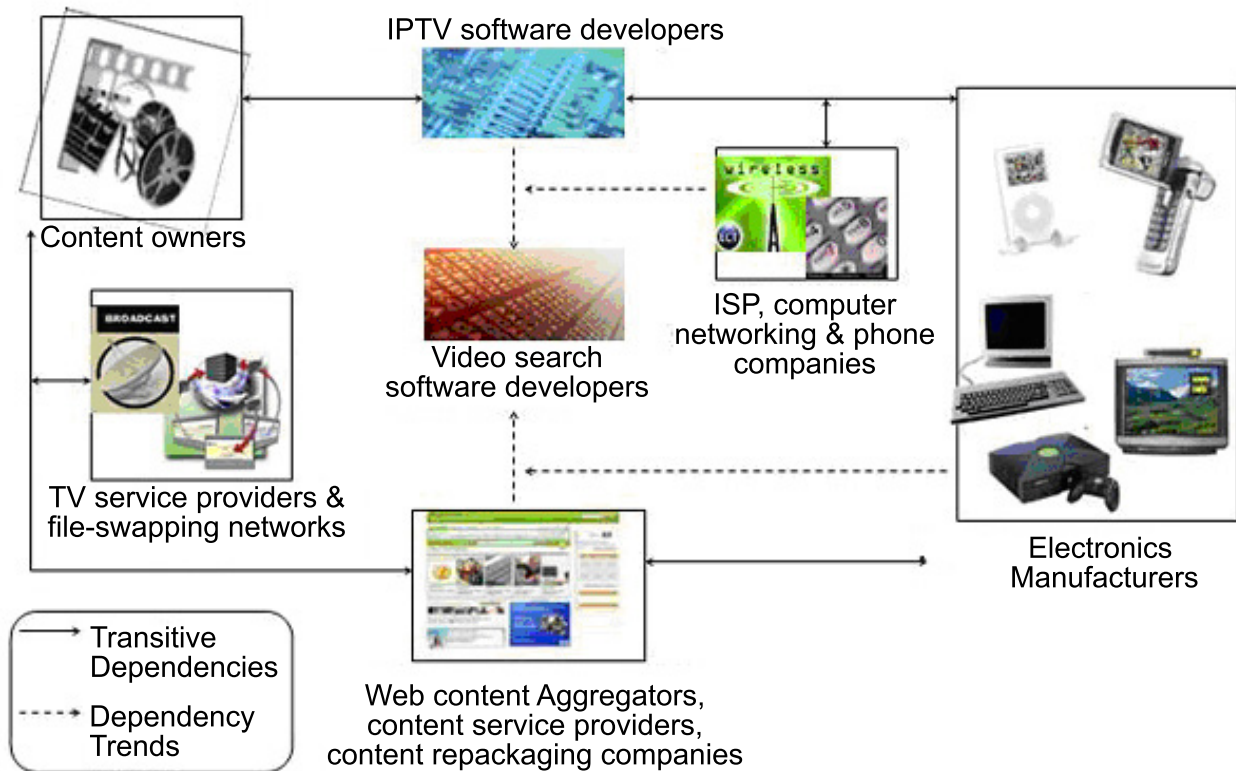 IPTV software developers
Content owners
wireless
ISP, computer
networking & phone
companies
BROADCAST
Video search
software developers
TV service providers &
file-swapping networks
Electronics
Manufacturers
Transitive
Dependencies
Dependency
Trends
Web content Aggregators,
content service providers,
content repackaging companies